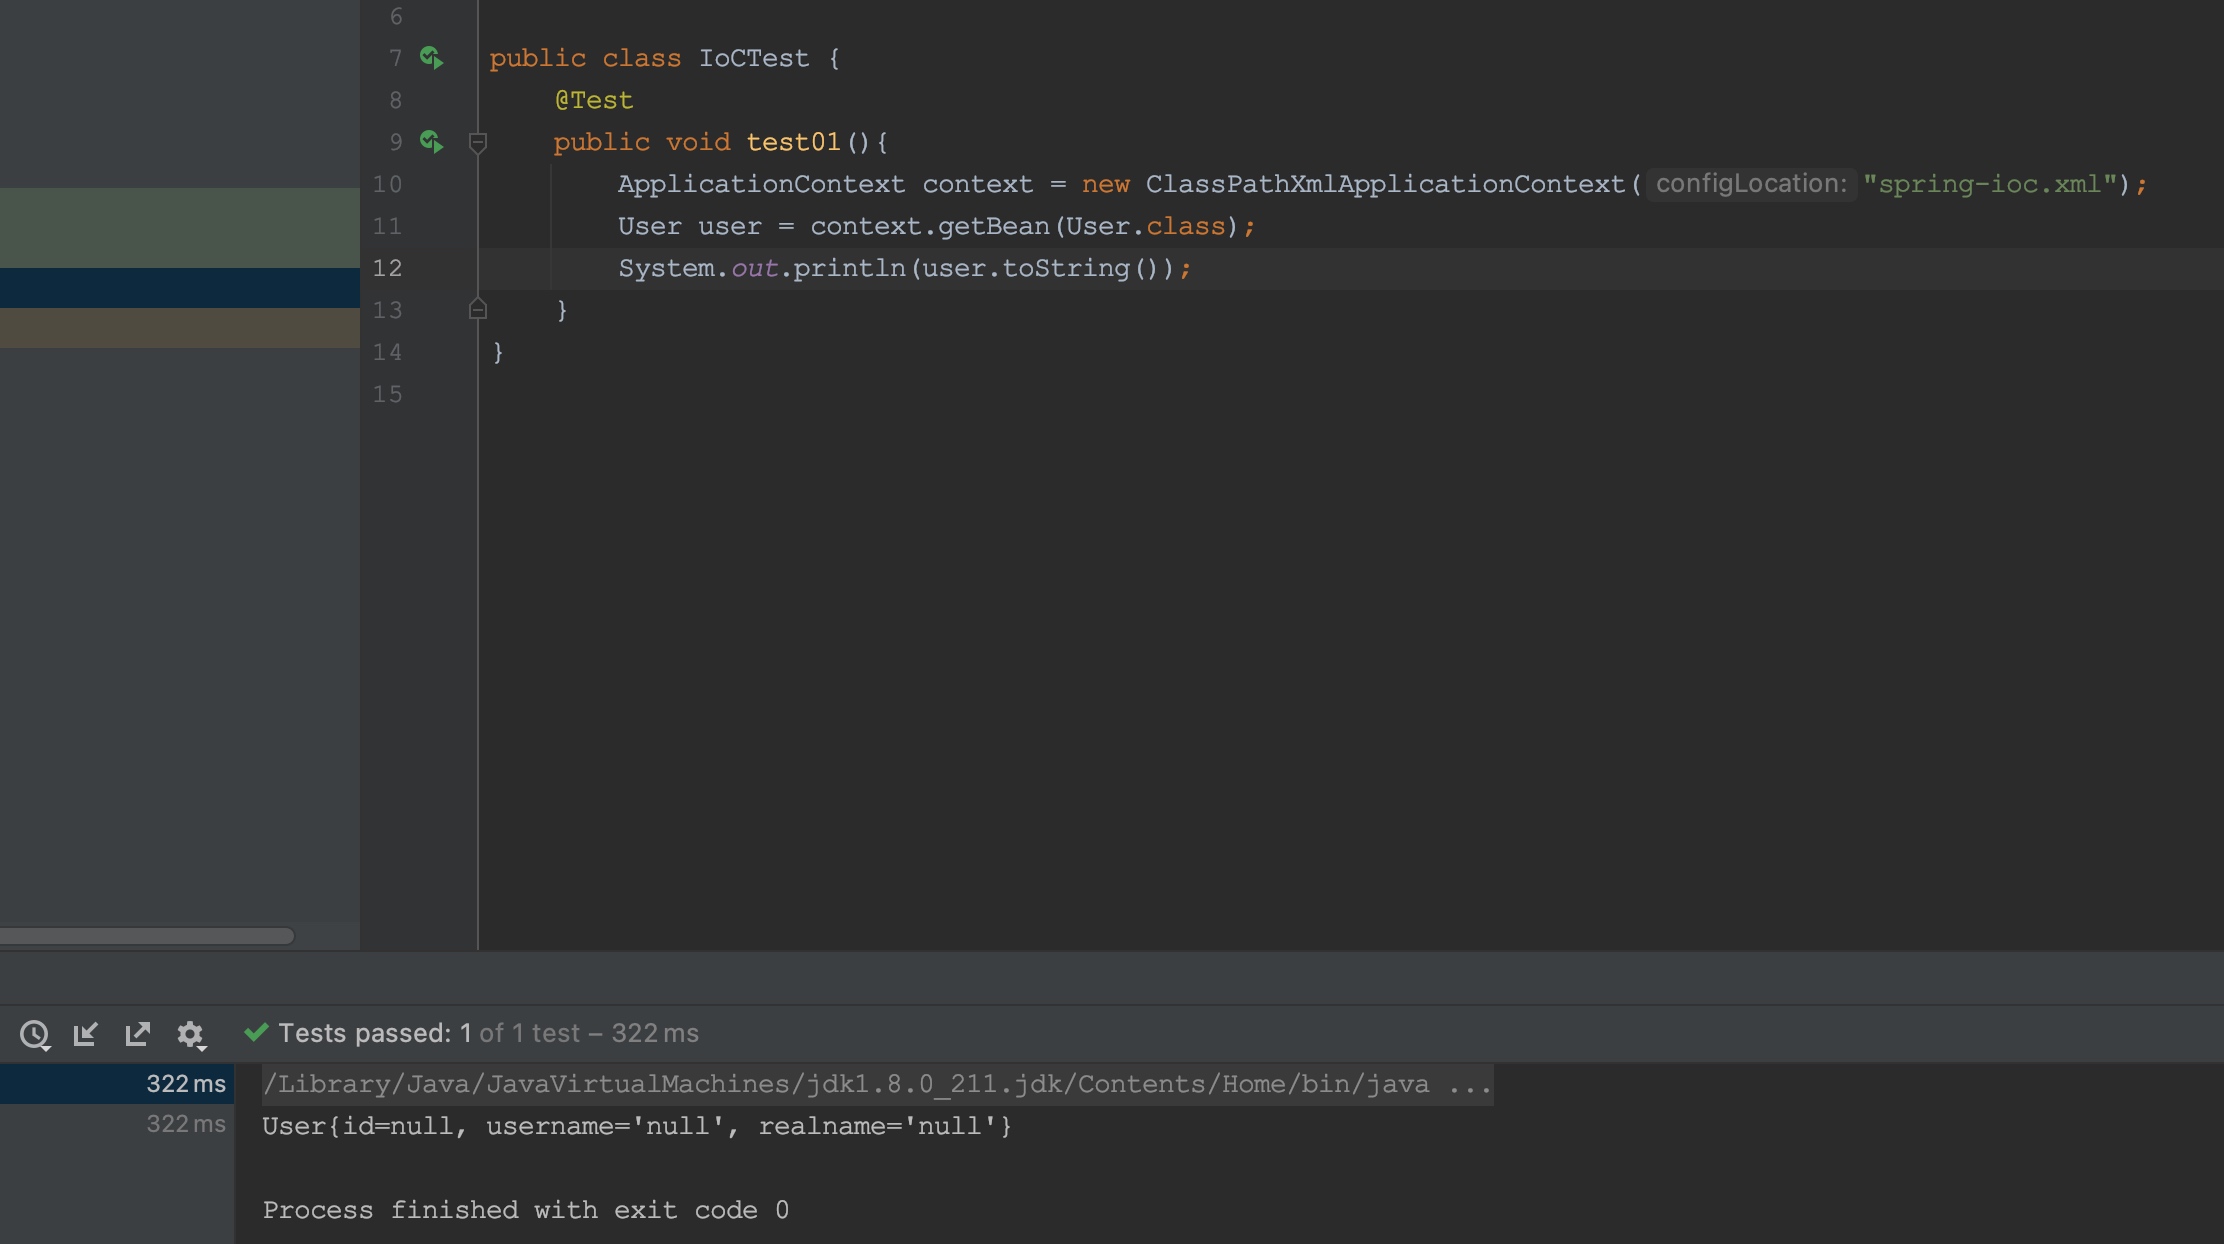 6
7 public class IoCTest {
8 @Test
9 public void test01(){
10 ApplicationContext context = new ClassPathXmlApplicationContext( configLocation: "spring-ioc.xml");
11 User user = context.getBean(User.class);
12 System.out.println(user.toString());
13 }
14 }
15
Tests passed: 1 of 1 test – 322 ms
322 ms /Library/Java/JavaVirtualMachines/jdk1.8.0_211.jdk/Contents/Home/bin/java ...
322 ms User{id=null, username='null', realname='null'}
Process finished with exit code 0